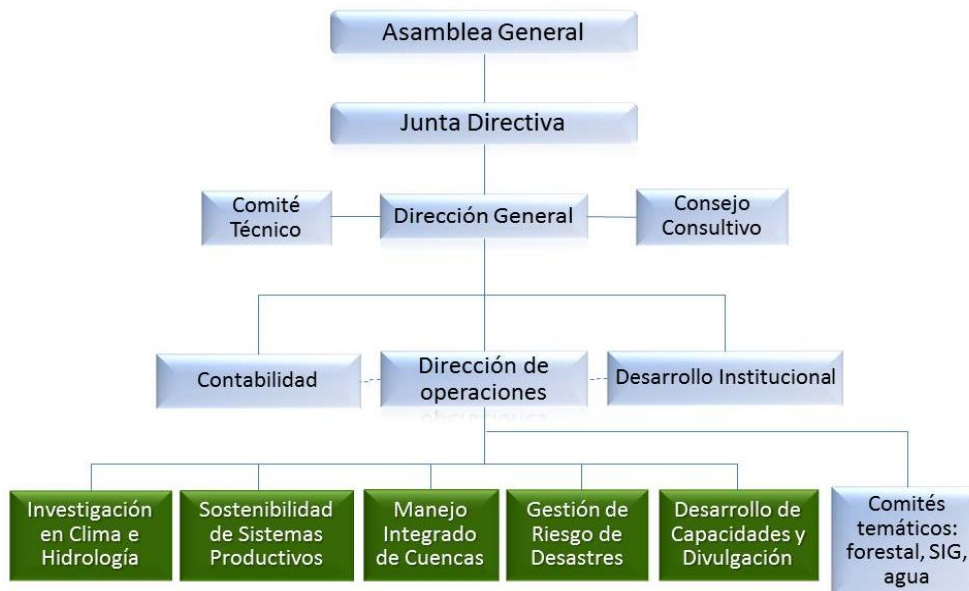 Asamblea General
Junta Directiva
Comité
Técnico
Dirección General
Consejo
Consultivo
Contabilidad
Dirección de
operaciones
Desarrollo Institucional
Investigación
en Clima e
Hidrología
Sostenibilidad
de Sistemas
Productivos
Manejo
Integrado
de Cuencas
Gestión de
Riesgo de
Desastres
Desarrollo de
Capacidades y
Divulgación
Comités
temáticos:
forestal, SIG,
agua